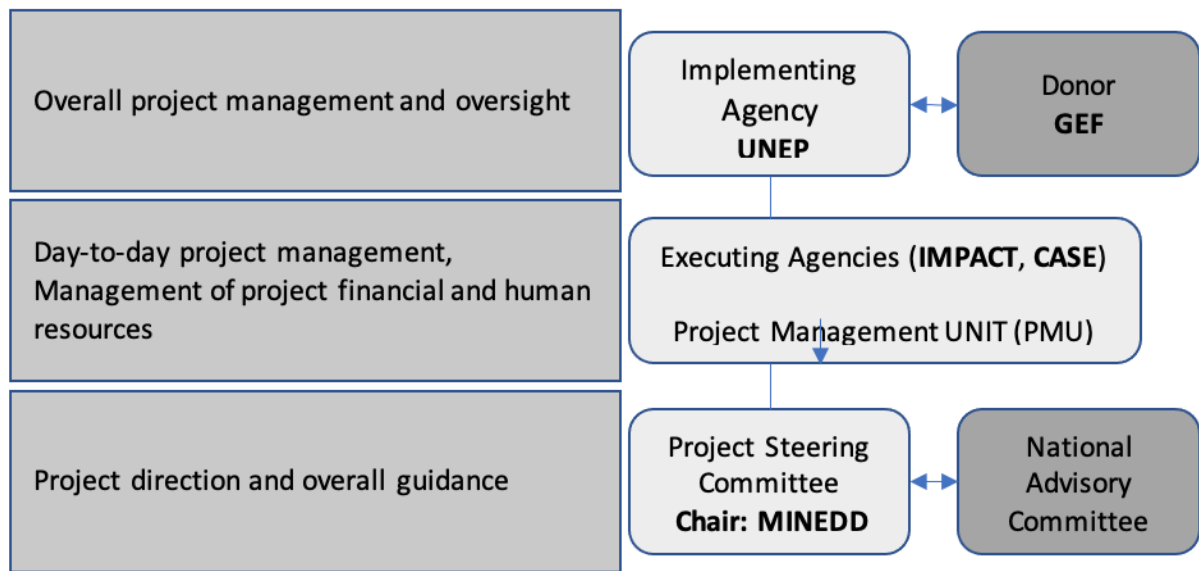 Overall project management and oversight
Implementing
Agency
UNEP
Donor
GEF
Day-to-day project management,
Management of project financial and human
resources
Executing Agencies (IMPACT, CASE)
Project Management UNIT (PMU)
Project direction and overall guidance
Project Steering
Committee
Chair: MINEDD
National
Advisory
Committee